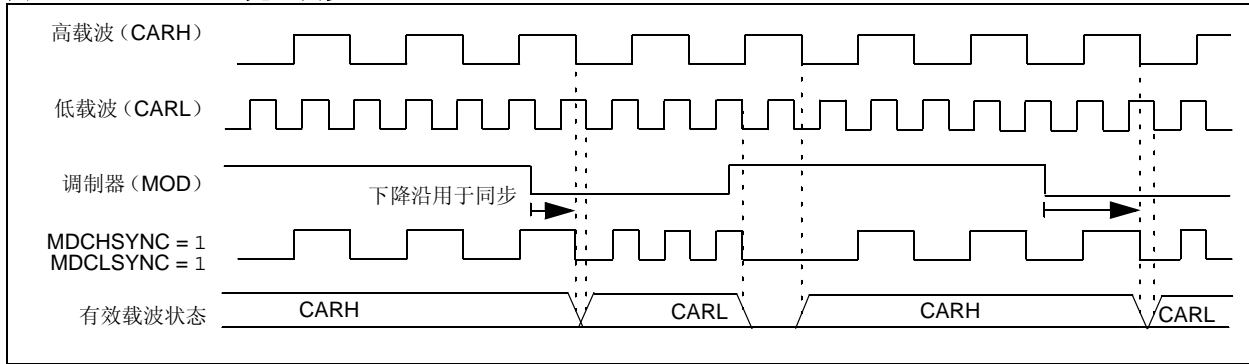 高载波（CARH）
低载波（CARL）
调制器（MOD）
下降沿用于同步
MDCHSYNC = 1
MDCLSYNC = 1
有效载波状态
CARH
CARL
CARH
CARL